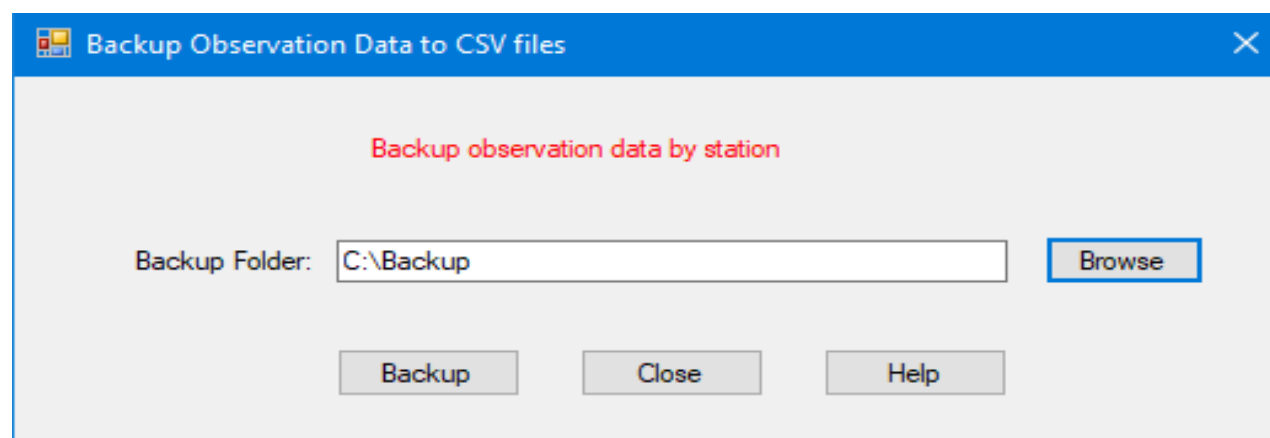 Backup Observation Data to CSV files
Backup observation data by station
Backup Folder: C:\Backup Browse
Backup Close Help